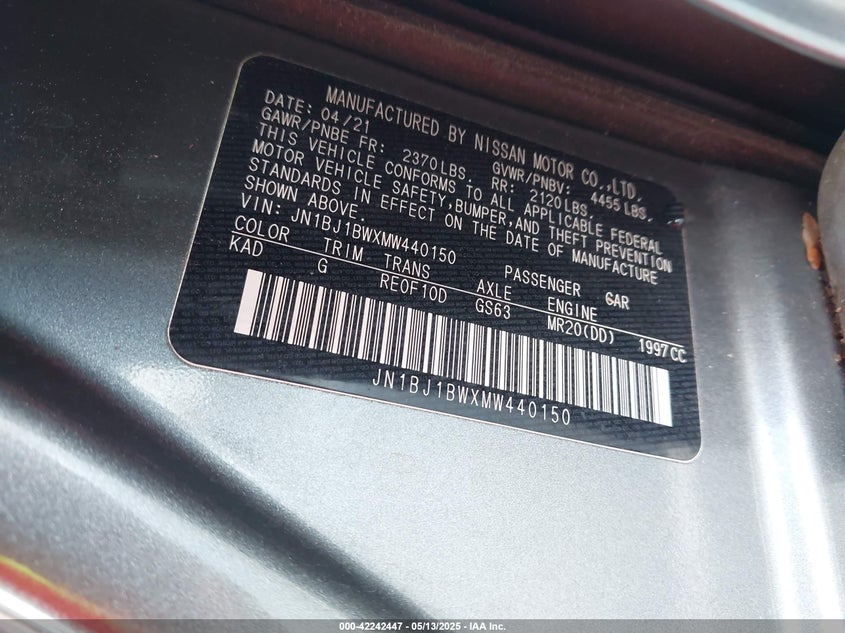 MANUFACTURED BY NISSAN MOTOR CO.,LTD.
DATE: 04/21 GVWR/PNBV: 4455 LBS.
GAWR/PNBE FR: 2370LBS. RR: 2120LBS.
THIS VEHICLE CONFORMS TO ALL APPLICABLE FEDERAL
MOTOR VEHICLE SAFETY,BUMPER,AND THEFT PREVENTION
STANDARDS IN EFFECT ON THE DATE OF MANUFACTURE
SHOWN ABOVE.
VIN: JN1BJ1BWXMW440150 PASSENGER CAR
COLOR TRIM TRANS AXLE ENGINE
KAD G RE0F10D GS63 MR20(DD) 1997CC
JN1BJ1BWXMW440150
000-42242447 - 05/13/2025 - IAA Inc.